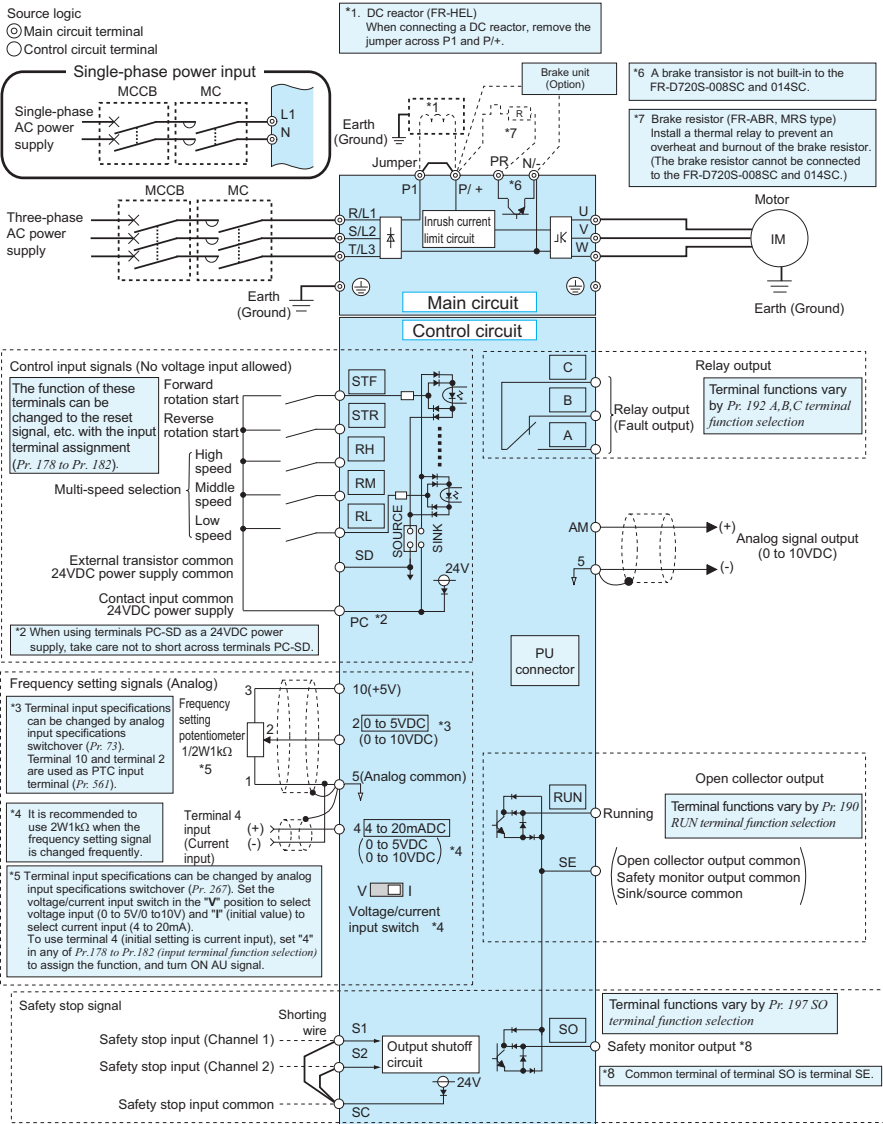 Source logic
Main circuit terminal
Control circuit terminal
*1. DC reactor (FR-HEL)
When connecting a DC reactor, remove the
jumper across P1 and P/+.
Single-phase power input
MCCB
MC
Single-phase
AC power
supply
L1
N
Earth
(Ground)
*1
Brake unit
(Option)
R
*7
Jumper
P1
P/ +
PR
N/-
*6
*6 A brake transistor is not built-in to the
FR-D720S-008SC and 014SC.
*7 Brake resistor (FR-ABR, MRS type)
Install a thermal relay to prevent an
overheat and burnout of the brake resistor.
(The brake resistor cannot be connected
to the FR-D720S-008SC and 014SC.)
MCCB
MC
Three-phase
AC power
supply
R/L1
S/L2
T/L3
Inrush current
limit circuit
U
V
W
Motor
IM
Earth
(Ground)
Earth (Ground)
Main circuit
Control circuit
Control input signals (No voltage input allowed)
The function of these
terminals can be
changed to the reset
signal, etc. with the input
terminal assignment
(Pr. 178 to Pr. 182).
Forward
rotation start
Reverse
rotation start
Multi-speed selection
High
speed
Middle
speed
Low
speed
STF
STR
RH
RM
RL
SD
SOURCE
SINK
24V
External transistor common
24VDC power supply common
Contact input common
24VDC power supply
PC *2
*2 When using terminals PC-SD as a 24VDC power
supply, take care not to short across terminals PC-SD.
C
B
A
Relay output
Relay output
(Fault output)
Terminal functions vary
by Pr. 192 A,B,C terminal
function selection
AM
5
(+)
(-)
Analog signal output
(0 to 10VDC)
PU
connector
Frequency setting signals (Analog)
*3 Terminal input specifications
can be changed by analog
input specifications
switchover (Pr. 73).
Terminal 10 and terminal 2
are used as PTC input
terminal (Pr. 561).
Frequency
setting
potentiometer
1/2W1kΩ
*5
3
2
1
10(+5V)
2 0 to 5VDC *3
(0 to 10VDC)
5(Analog common)
*4 It is recommended to
use 2W1kΩ when the
frequency setting signal
is changed frequently.
Terminal 4
input
(Current
input)
(+)
(-)
4 4 to 20mADC
(0 to 5VDC
0 to 10VDC) *4
*5 Terminal input specifications can be changed by analog
input specifications switchover (Pr. 267). Set the
voltage/current input switch in the "V" position to select
voltage input (0 to 5V/0 to10V) and "I" (initial value) to
select current input (4 to 20mA).
To use terminal 4 (initial setting is current input), set "4"
in any of Pr.178 to Pr.182 (input terminal function selection)
to assign the function, and turn ON AU signal.
V I
Voltage/current
input switch *4
RUN
SE
Open collector output
Running
Terminal functions vary by Pr. 190
RUN terminal function selection
(Open collector output common
Safety monitor output common
Sink/source common)
Safety stop signal
Shorting
wire
Safety stop input (Channel 1)
Safety stop input (Channel 2)
Safety stop input common
S1
S2
SC
Output shutoff
circuit
24V
SO
Terminal functions vary by Pr. 197 SO
terminal function selection
Safety monitor output *8
*8 Common terminal of terminal SO is terminal SE.